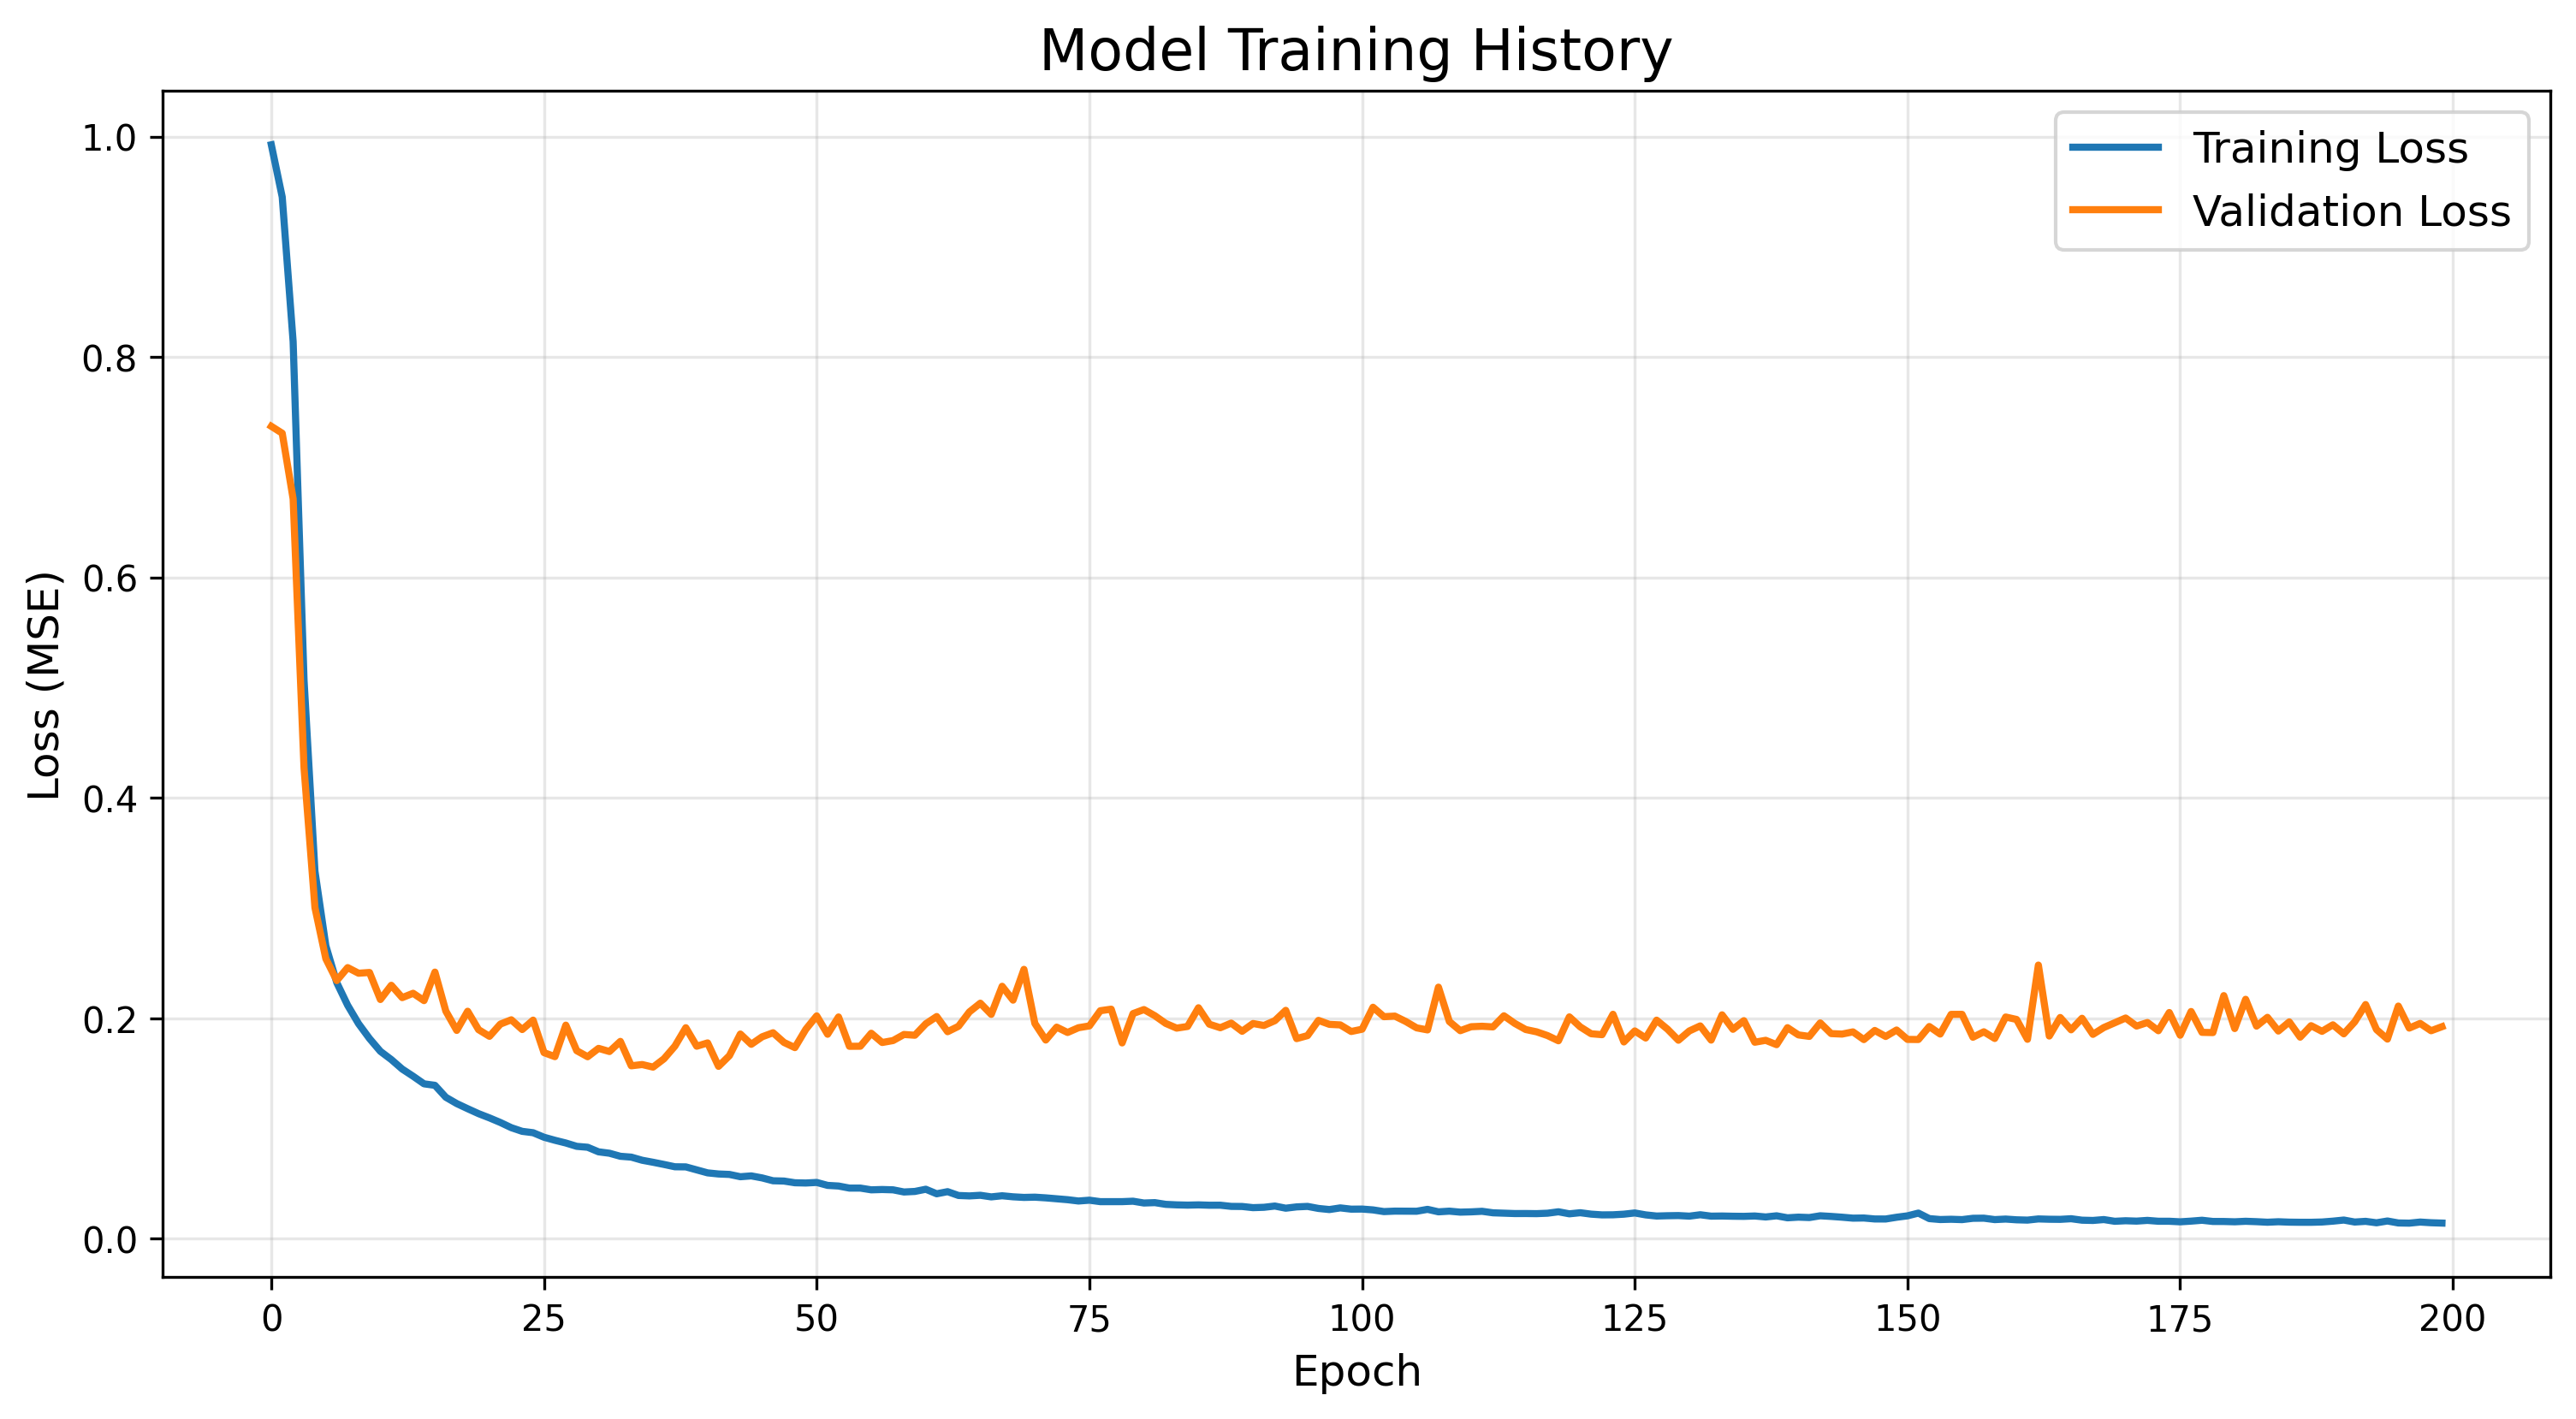 Model Training History
Training Loss
Validation Loss
Loss (MSE)
1.0
0.8
0.6
0.4
0.2
0.0
0 25 50 75 100 125 150 175 200
Epoch